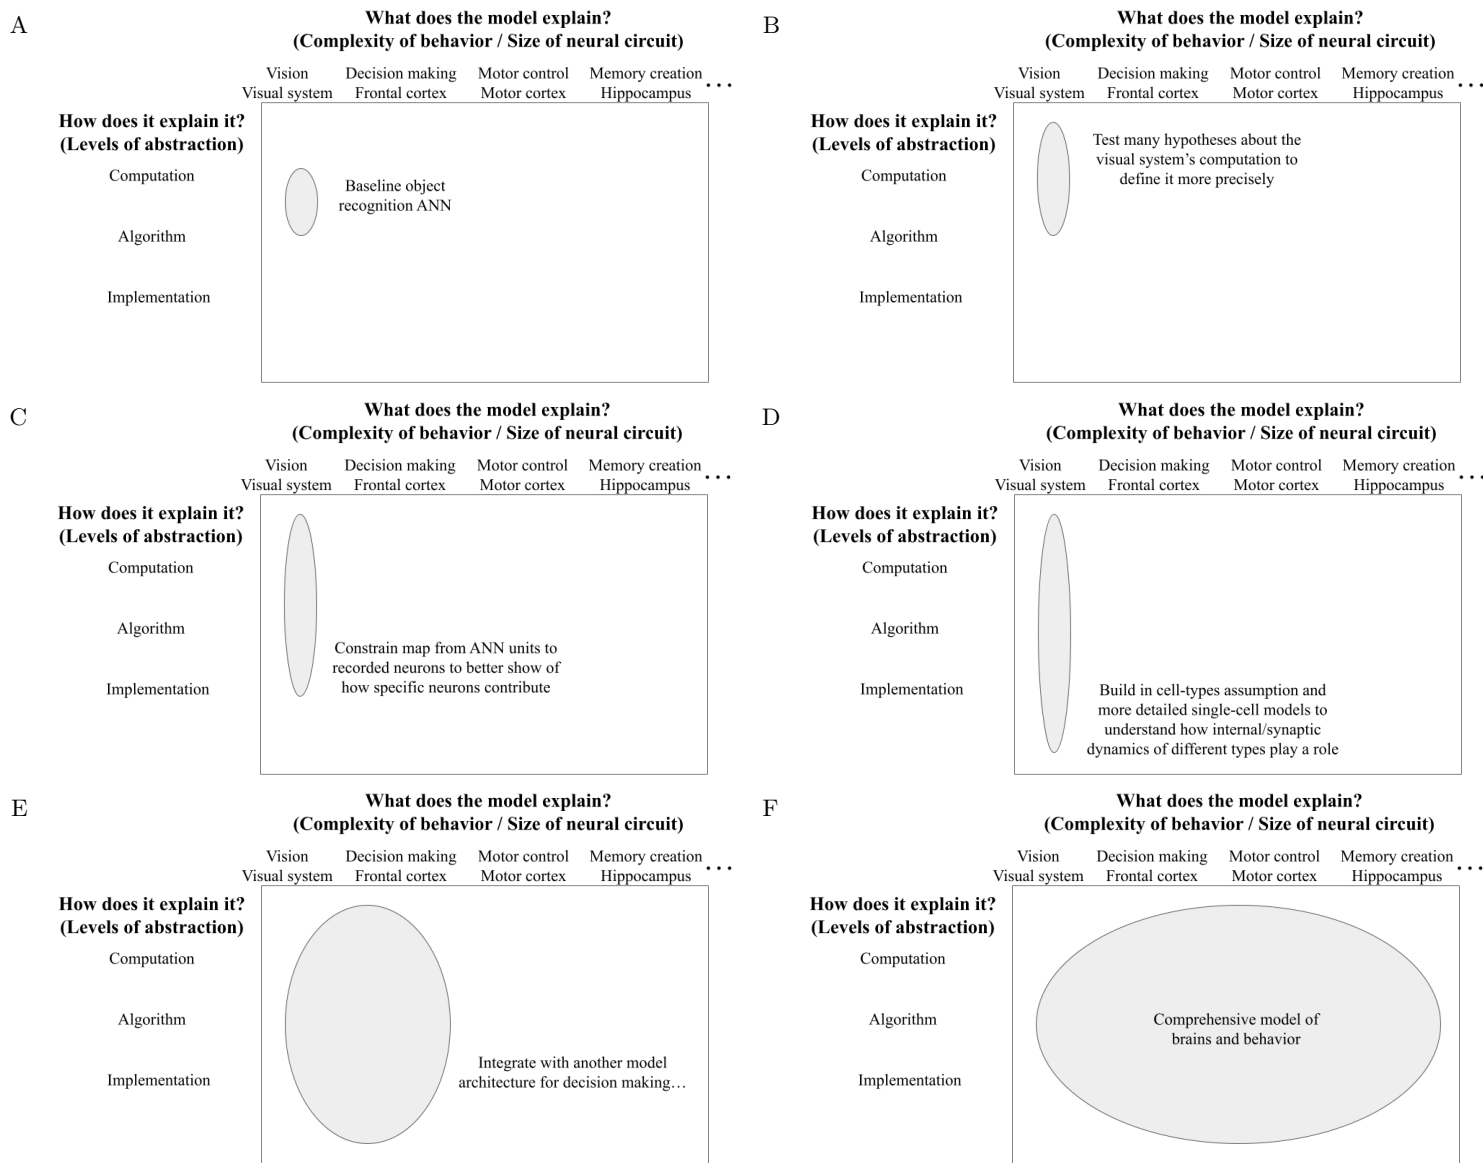 A
What does the model explain?
(Complexity of behavior / Size of neural circuit)
Vision Decision making Motor control Memory creation
Visual system Frontal cortex Motor cortex Hippocampus ...
How does it explain it?
(Levels of abstraction)
Computation
Algorithm
Implementation
Baseline object
recognition ANN
B
What does the model explain?
(Complexity of behavior / Size of neural circuit)
Vision Decision making Motor control Memory creation
Visual system Frontal cortex Motor cortex Hippocampus ...
How does it explain it?
(Levels of abstraction)
Computation
Algorithm
Implementation
Test many hypotheses about the
visual system's computation to
define it more precisely
C
What does the model explain?
(Complexity of behavior / Size of neural circuit)
Vision Decision making Motor control Memory creation
Visual system Frontal cortex Motor cortex Hippocampus ...
How does it explain it?
(Levels of abstraction)
Computation
Algorithm
Implementation
Constrain map from ANN units to
recorded neurons to better show of
how specific neurons contribute
D
What does the model explain?
(Complexity of behavior / Size of neural circuit)
Vision Decision making Motor control Memory creation
Visual system Frontal cortex Motor cortex Hippocampus ...
How does it explain it?
(Levels of abstraction)
Computation
Algorithm
Implementation
Build in cell-types assumption and
more detailed single-cell models to
understand how internal/synaptic
dynamics of different types play a role
E
What does the model explain?
(Complexity of behavior / Size of neural circuit)
Vision Decision making Motor control Memory creation
Visual system Frontal cortex Motor cortex Hippocampus ...
How does it explain it?
(Levels of abstraction)
Computation
Algorithm
Implementation
Integrate with another model
architecture for decision making…
F
What does the model explain?
(Complexity of behavior / Size of neural circuit)
Vision Decision making Motor control Memory creation
Visual system Frontal cortex Motor cortex Hippocampus ...
How does it explain it?
(Levels of abstraction)
Computation
Algorithm
Implementation
Comprehensive model of
brains and behavior